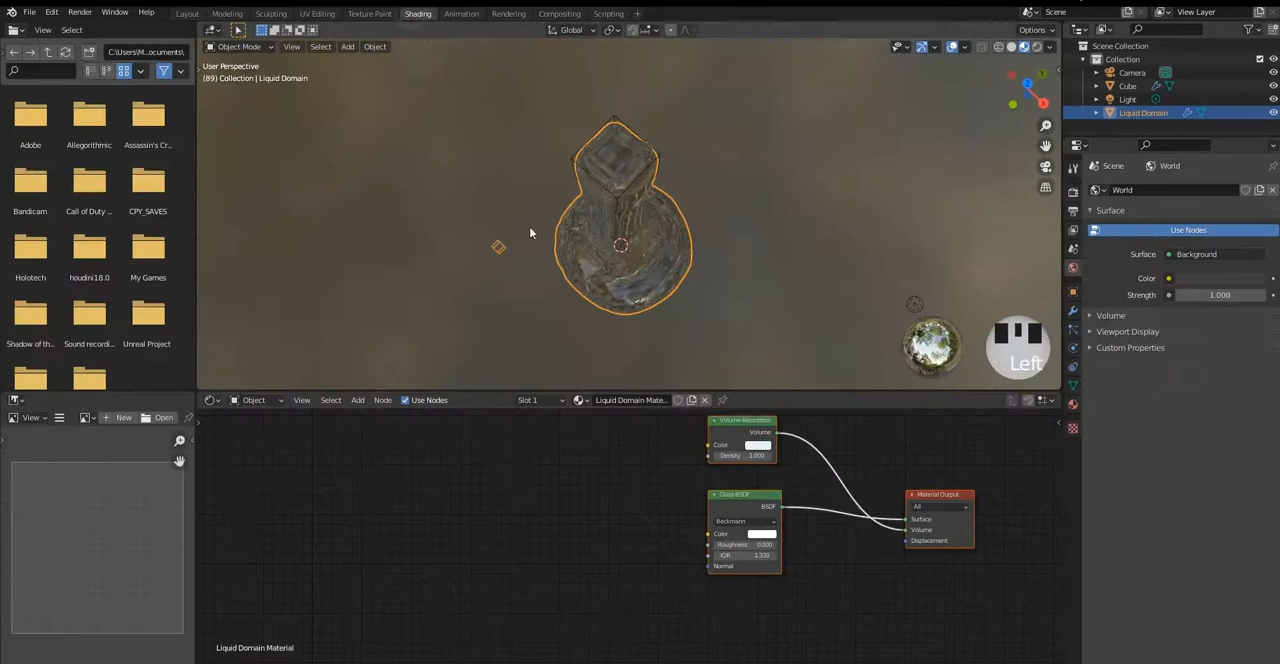 File Edit Render Window Help Layout Modeling Sculpting UV Editing Texture Paint Shading Animation Rendering Compositing Scripting + Scene View Layer
View Select Global Options
C:\Users\M..ocuments\
Object Mode View Select Add Object
User Perspective
(89) Collection | Liquid Domain
Adobe Allegorithmic Assassin's Cr...
Bandicam Call of Duty ... CPY_SAVES
Holotech houdini18.0 My Games
Shadow of th... Sound recordi... Unreal Project
X
Y
Z
Left
Scene Collection
Collection
Camera
Cube
Light
Liquid Domain
Scene World
World
Surface
Use Nodes
Surface Background
Color
Strength 1.000
Volume
Viewport Display
Custom Properties
View + New Open
Object View Select Add Node Use Nodes Slot 1 Liquid Domain Mate...
Volume Absorption
Volume
Color
Density 1.000
Glass BSDF
BSDF
Beckmann
Color
Roughness 0.000
IOR 1.330
Normal
Material Output
All
Surface
Volume
Displacement
Liquid Domain Material